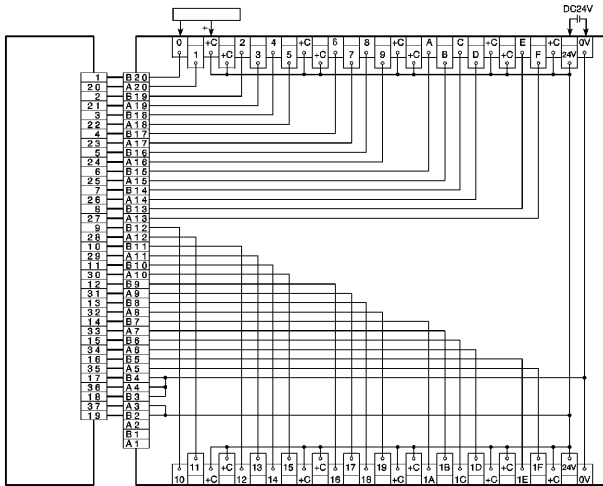 DC24V
+
0 +C 2 4 +C 6 8 +C A C +C E +C 0V
1 +C 3 5 +C 7 9 +C B D +C F 24V
1 B20
20 A20
2 B19
21 A19
3 B18
22 A18
4 B17
23 A17
5 B16
24 A16
6 B15
25 A15
7 B14
26 A14
8 B13
27 A13
9 B12
28 A12
10 B11
29 A11
11 B10
30 A10
12 B9
31 A9
13 B8
32 A8
14 B7
33 A7
15 B6
34 A6
16 B5
35 A5
17 B4
36 A4
18 B3
37 A3
19 B2
A2
B1
A1
11 +C 13 15 +C 17 19 +C 1B 1D +C 1F 24V
10 +C 12 14 +C 16 18 +C 1A 1C +C 1E +C 0V